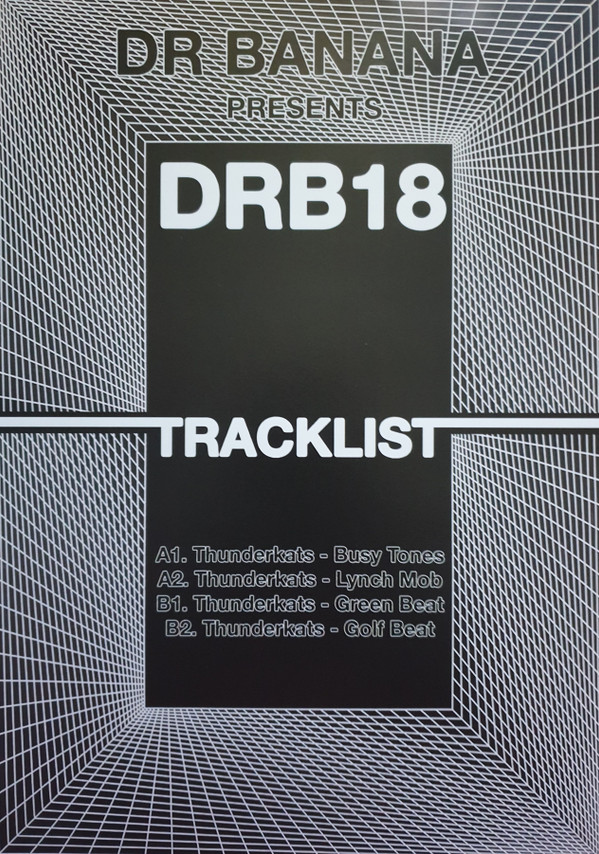 DR BANANA
PRESENTS
DRB18
TRACKLIST
A1. Thunderkats - Busy Tones
A2. Thunderkats - Lynch Mob
B1. Thunderkats - Green Beat
B2. Thunderkats - Golf Beat